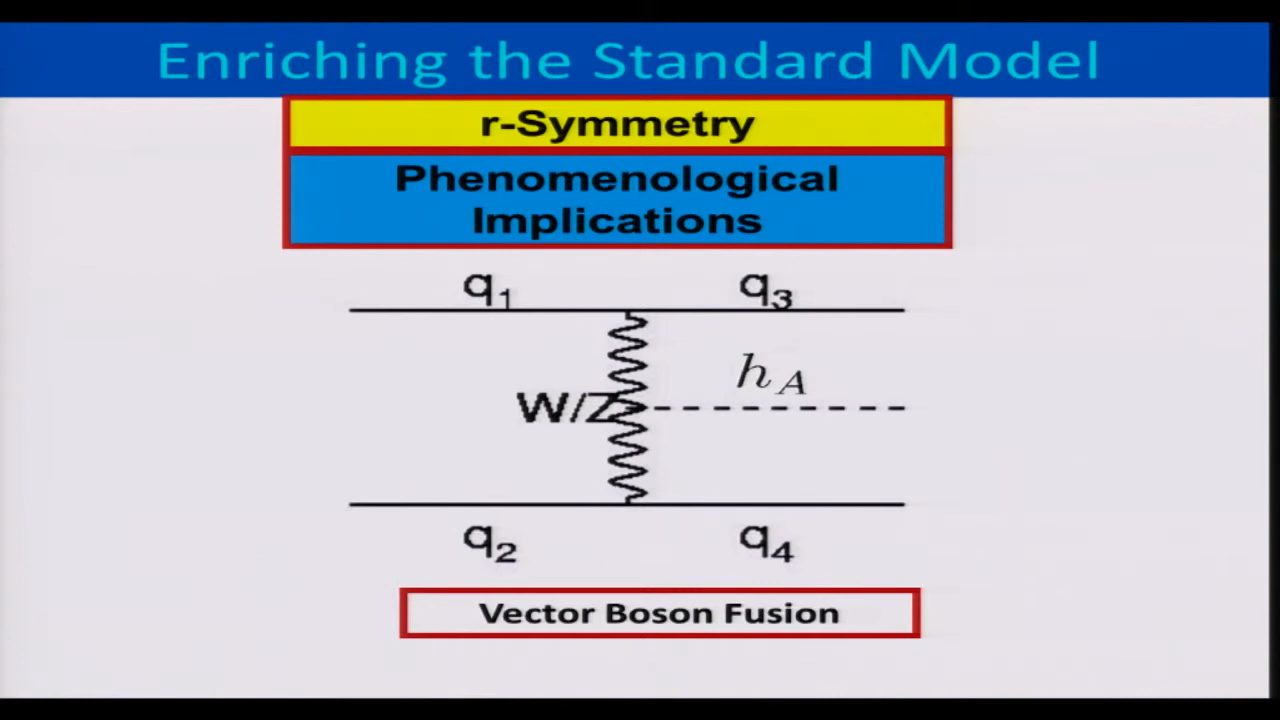 Enriching the Standard Model
r-Symmetry
Phenomenological
Implications
q₁ q₃
h_A
W/Z
q₂ q₄
Vector Boson Fusion